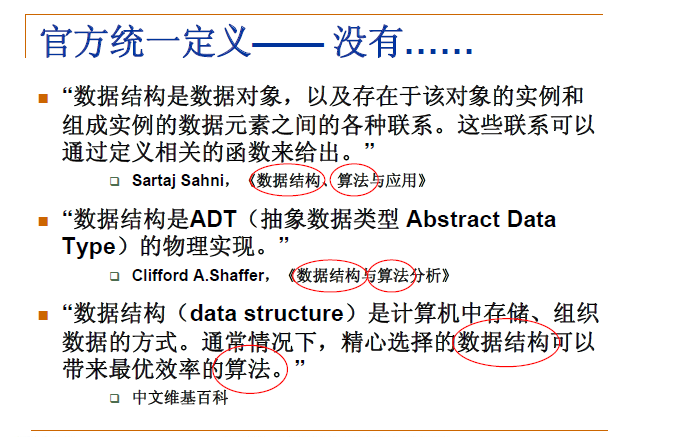 官方统一定义—— 没有……
“数据结构是数据对象，以及存在于该对象的实例和
组成实例的数据元素之间的各种联系。这些联系可以
通过定义相关的函数来给出。”
Sartaj Sahni，《数据结构、算法与应用》
“数据结构是ADT（抽象数据类型 Abstract Data
Type）的物理实现。”
Clifford A.Shaffer，《数据结构与算法分析》
“数据结构（data structure）是计算机中存储、组织
数据的方式。通常情况下，精心选择的数据结构可以
带来最优效率的算法。”
中文维基百科